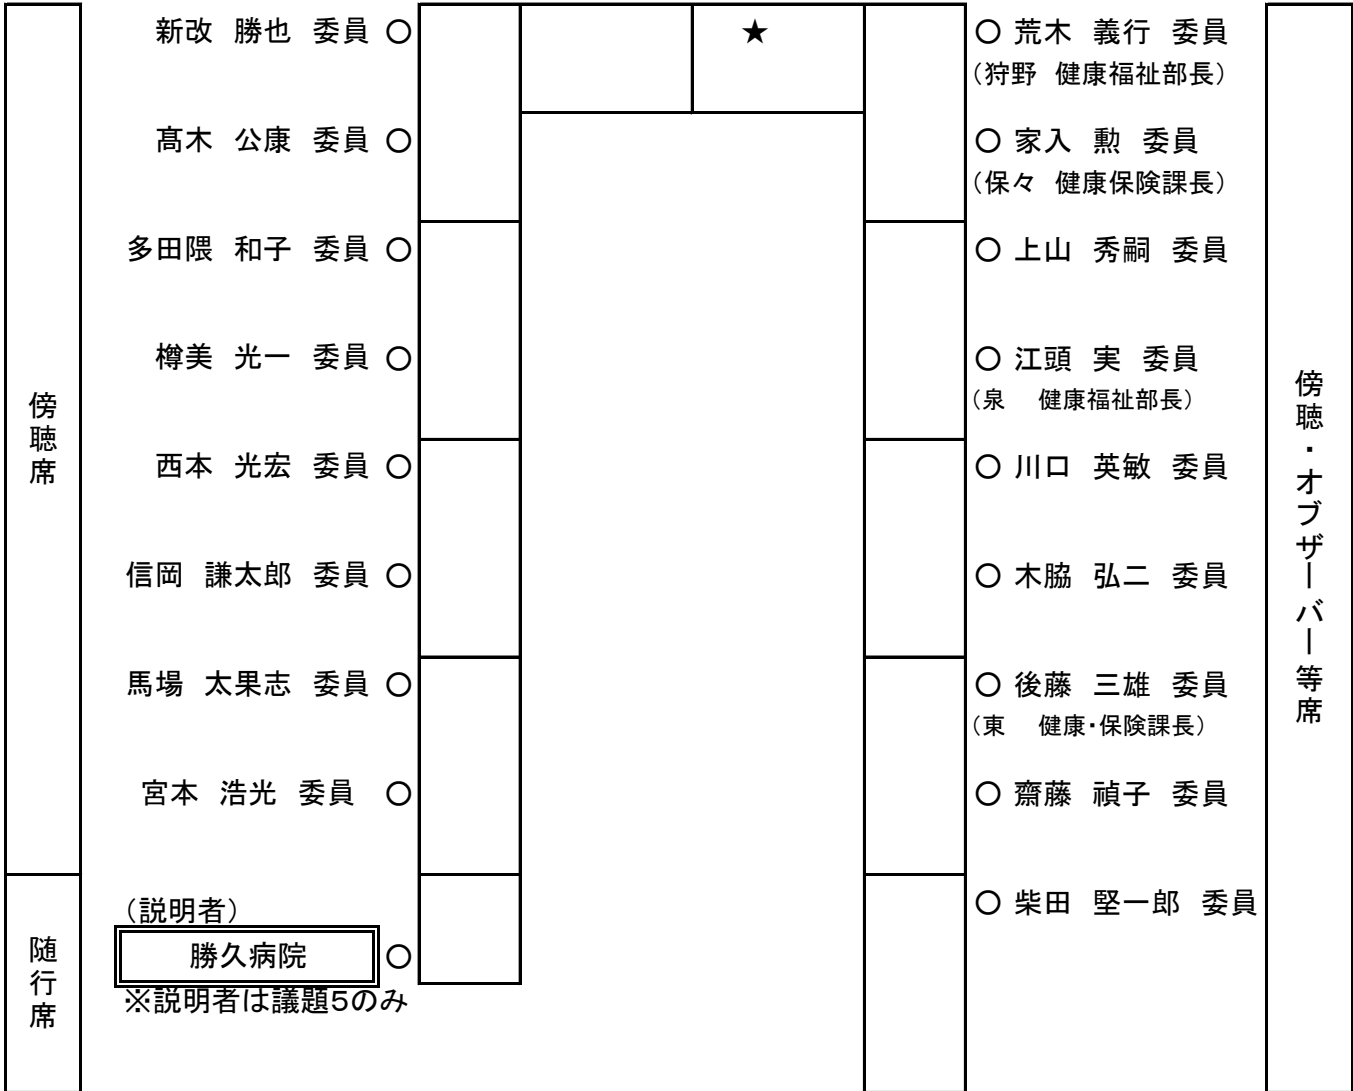 新改 勝也 委員 ○
★
○ 荒木 義行 委員
（狩野 健康福祉部長）
髙木 公康 委員 ○
○ 家入 勲 委員
（保々 健康保険課長）
多田隈 和子 委員 ○
○ 上山 秀嗣 委員
樽美 光一 委員 ○
○ 江頭 実 委員
（泉 健康福祉部長）
傍聴席
傍聴・オブザーバー等席
西本 光宏 委員 ○
○ 川口 英敏 委員
信岡 謙太郎 委員 ○
○ 木脇 弘二 委員
馬場 太果志 委員 ○
○ 後藤 三雄 委員
（東 健康・保険課長）
宮本 浩光 委員 ○
○ 齋藤 禎子 委員
○ 柴田 堅一郎 委員
（説明者）
随行席
勝久病院 ○
※説明者は議題5のみ